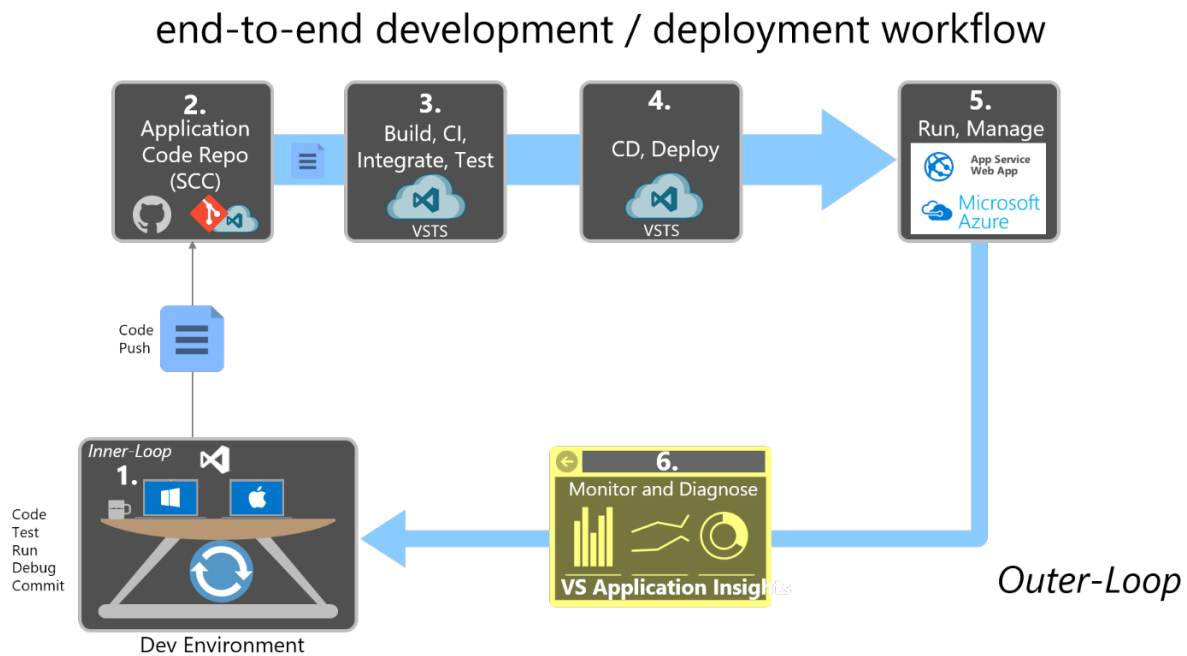 end-to-end development / deployment workflow
2.
Application
Code Repo
(SCC)
3.
Build, CI,
Integrate, Test
VSTS
4.
CD, Deploy
VSTS
5.
Run, Manage
App Service
Web App
Microsoft
Azure
Code
Push
Inner-Loop
1.
Code
Test
Run
Debug
Commit
Dev Environment
6.
Monitor and Diagnose
VS Application Insights
Outer-Loop